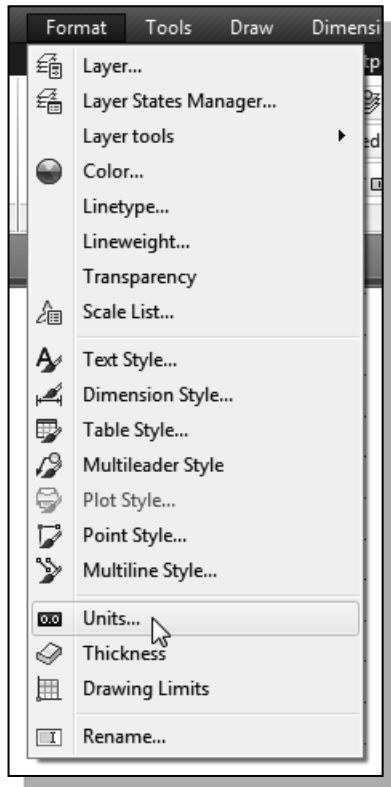 Format Tools Draw Dimensi
Layer...
Layer States Manager...
Layer tools
Color...
Linetype...
Lineweight...
Transparency
Scale List...
Text Style...
Dimension Style...
Table Style...
Multileader Style
Plot Style...
Point Style...
Multiline Style...
0.0 Units...
Thickness
Drawing Limits
Rename...